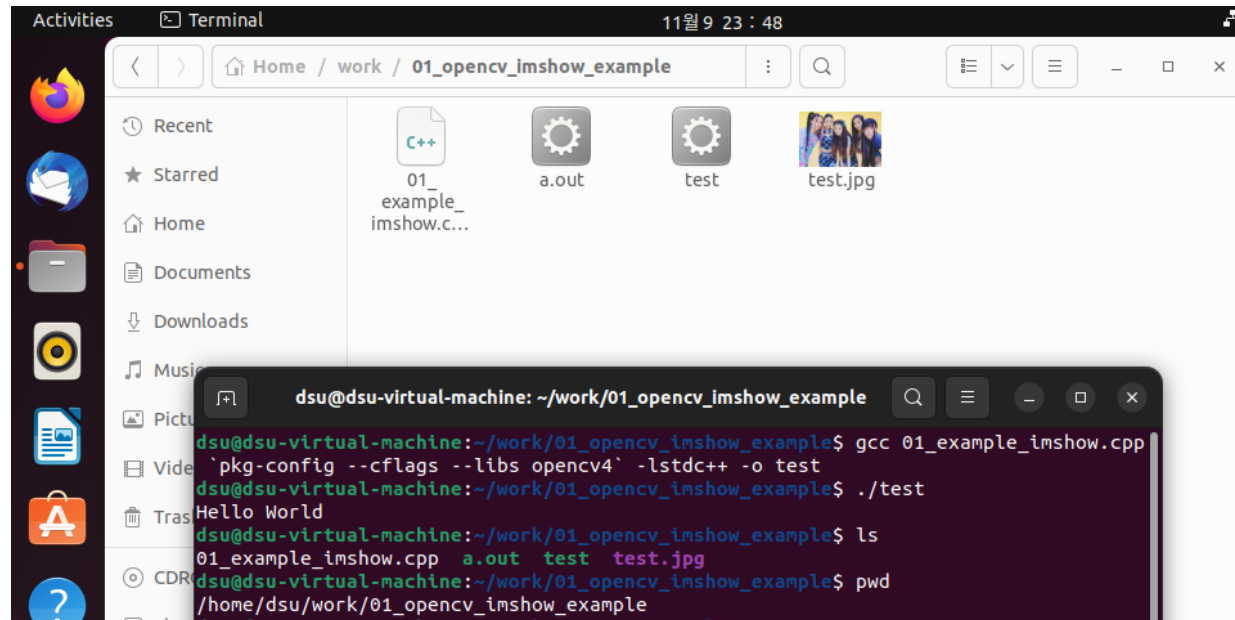 Activities Terminal 11월 9 23 : 48
Home / work / 01_opencv_imshow_example
Recent
Starred
Home
Documents
Downloads
C++
01_
example_
imshow.c...
a.out
test
test.jpg
dsu@dsu-virtual-machine: ~/work/01_opencv_imshow_example
dsu@dsu-virtual-machine:~/work/01_opencv_imshow_example$ gcc 01_example_imshow.cpp
`pkg-config --cflags --libs opencv4` -lstdc++ -o test
dsu@dsu-virtual-machine:~/work/01_opencv_imshow_example$ ./test
Hello World
dsu@dsu-virtual-machine:~/work/01_opencv_imshow_example$ ls
01_example_imshow.cpp a.out test test.jpg
dsu@dsu-virtual-machine:~/work/01_opencv_imshow_example$ pwd
/home/dsu/work/01_opencv_imshow_example